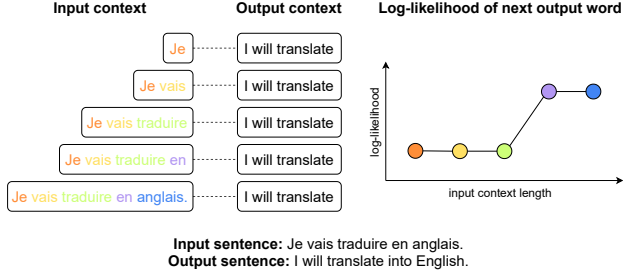 Input context
Output context
Log-likelihood of next output word
Je
I will translate
Je vais
I will translate
Je vais traduire
I will translate
Je vais traduire en
I will translate
Je vais traduire en anglais.
I will translate
log-likelihood
input context length
Input sentence: Je vais traduire en anglais.
Output sentence: I will translate into English.